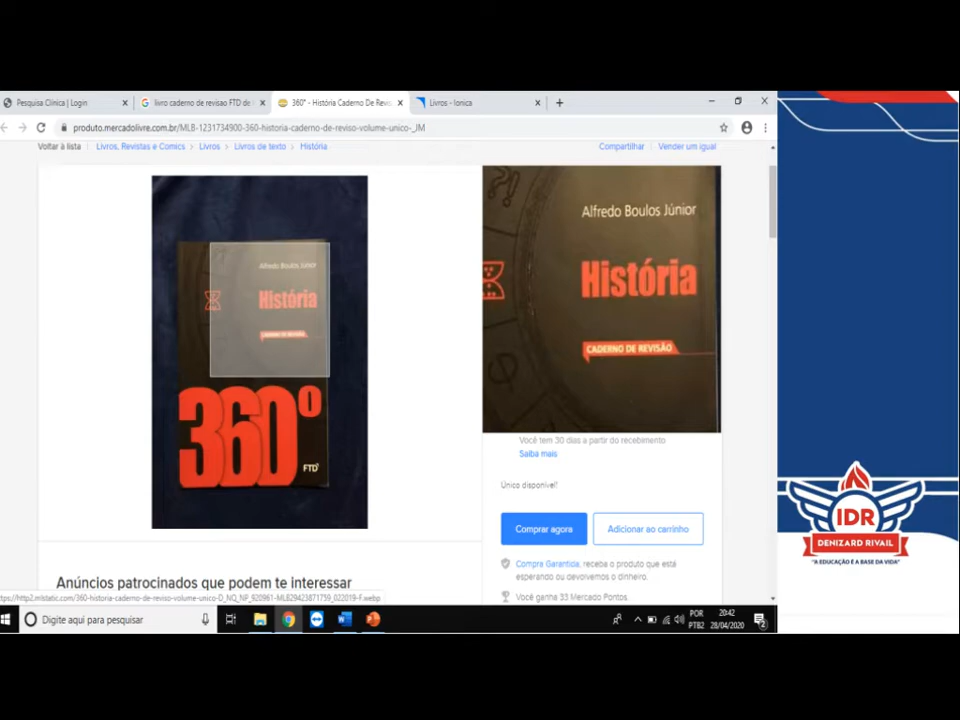 Pesquisa Clínica | Login
livro caderno de revisao FTD de
360° - História Caderno De Revis
Livros - Ionica
produto.mercadolivre.com.br/MLB-1231734900-360-historia-caderno-de-reviso-volume-unico-_JM
Voltar à lista
Livros, Revistas e Comics > Livros > Livros de texto > História
Compartilhar
Vender um igual
Alfredo Boulos Júnior
História
CADERNO DE REVISÃO
360°
FTD
Alfredo Boulos Júnior
História
CADERNO DE REVISÃO
Você tem 30 dias a partir do recebimento
Saiba mais
Único disponível!
Comprar agora
Adicionar ao carrinho
Compra Garantida, receba o produto que está
esperando ou devolvemos o dinheiro.
Você ganha 33 Mercado Pontos.
Anúncios patrocinados que podem te interessar
Digite aqui para pesquisar
POR
PTB2
20:42
28/04/2020
2
IDR
DENIZARD RIVAIL
"A EDUCAÇÃO É A BASE DA VIDA"